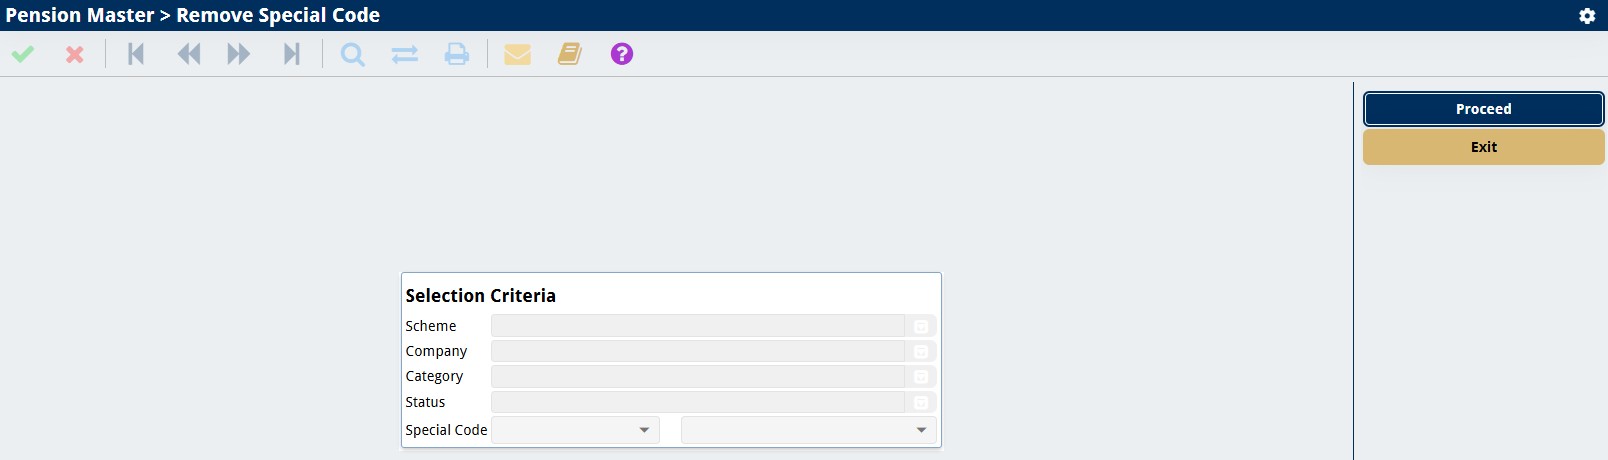 Pension Master > Remove Special Code
?
Proceed
Exit
Selection Criteria
Scheme
Company
Category
Status
Special Code